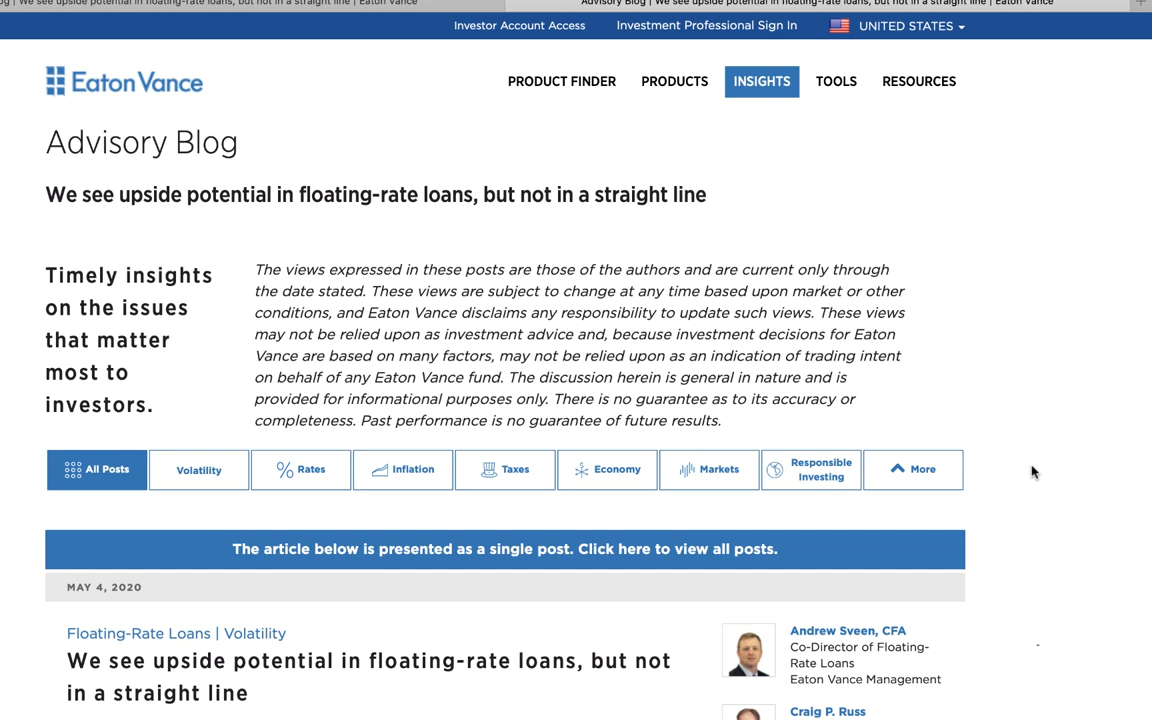 og | We see upside potential in floating-rate loans, but not in a straight line | Eaton Vance
Advisory Blog | We see upside potential in floating-rate loans, but not in a straight line | Eaton Vance
Investor Account Access
Investment Professional Sign In
UNITED STATES
Eaton Vance
PRODUCT FINDER
PRODUCTS
INSIGHTS
TOOLS
RESOURCES
Advisory Blog
We see upside potential in floating-rate loans, but not in a straight line
Timely insights
on the issues
that matter
most to
investors.
The views expressed in these posts are those of the authors and are current only through
the date stated. These views are subject to change at any time based upon market or other
conditions, and Eaton Vance disclaims any responsibility to update such views. These views
may not be relied upon as investment advice and, because investment decisions for Eaton
Vance are based on many factors, may not be relied upon as an indication of trading intent
on behalf of any Eaton Vance fund. The discussion herein is general in nature and is
provided for informational purposes only. There is no guarantee as to its accuracy or
completeness. Past performance is no guarantee of future results.
All Posts
Volatility
% Rates
Inflation
Taxes
Economy
Markets
Responsible
Investing
More
The article below is presented as a single post. Click here to view all posts.
MAY 4, 2020
Floating-Rate Loans | Volatility
We see upside potential in floating-rate loans, but not
in a straight line
Andrew Sveen, CFA
Co-Director of Floating-
Rate Loans
Eaton Vance Management
Craig P. Russ